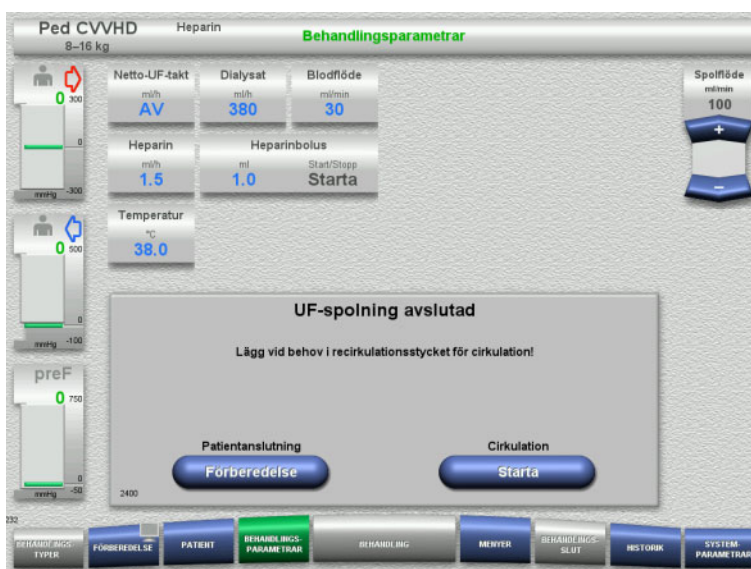 Ped CVVHD
8–16 kg
Heparin
Behandlingsparametrar
0
300
0
-300
mmHg
Netto-UF-takt
ml/h
AV
Dialysat
ml/h
380
Blodflöde
ml/min
30
Spolflöde
ml/min
100
+
–
Heparin
ml/h
1.5
Heparinbolus
ml
1.0
Start/Stopp
Starta
Temperatur
°C
38.0
0
500
0
-100
mmHg
preF
0
750
0
-50
mmHg
UF-spolning avslutad
Lägg vid behov i recirkulationsstycket för cirkulation!
Patientanslutning
Förberedelse
Cirkulation
Starta
2400
232
BEHANDLINGS-
TYPER
FÖRBEREDELSE
PATIENT
BEHANDLINGS-
PARAMETRAR
BEHANDLING
MENYER
BEHANDLINGS-
SLUT
HISTORIK
SYSTEM-
PARAMETRAR